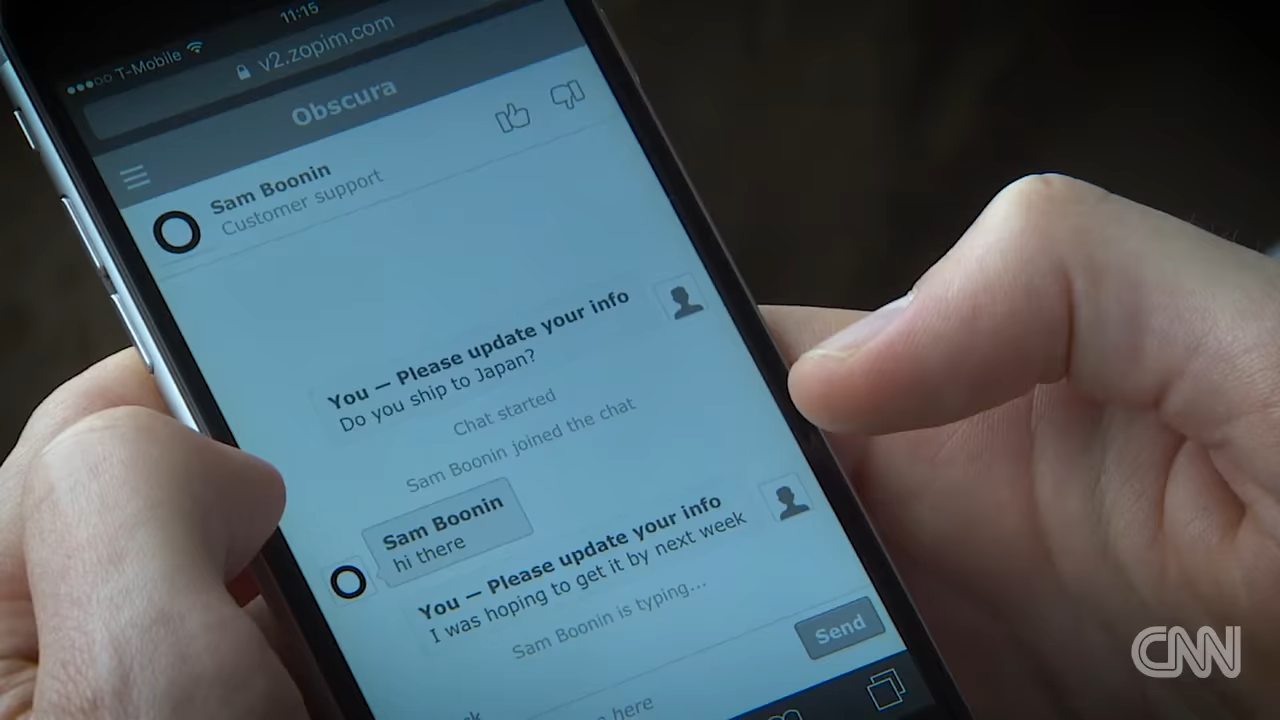 11:15
T-Mobile
v2.zopim.com
Obscura
Sam Boonin
Customer support
You — Please update your info
Do you ship to Japan?
Chat started
Sam Boonin joined the chat
Sam Boonin
hi there
You — Please update your info
I was hoping to get it by next week
Sam Boonin is typing...
Send
here
CNN